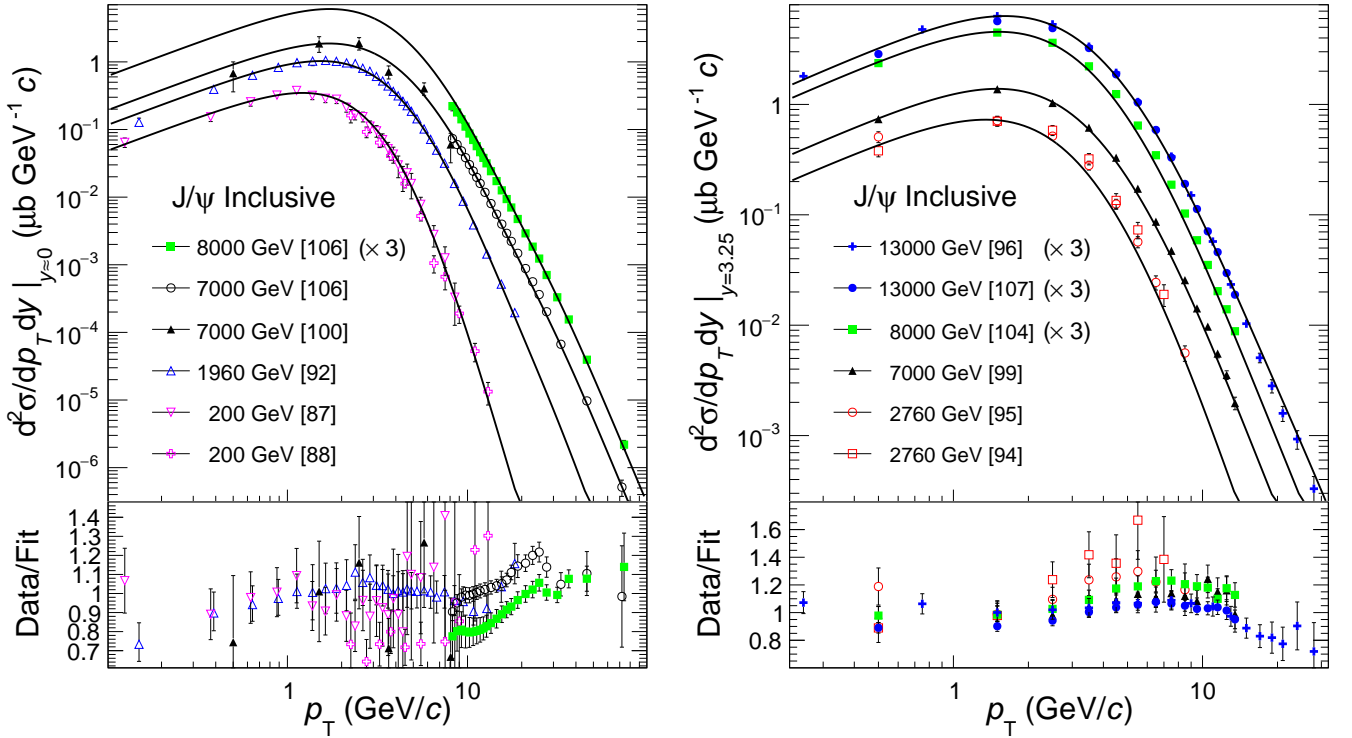 d²σ/dp_T dy |_{y≈0} (μb GeV⁻¹ c)
1
10⁻¹
10⁻²
10⁻³
10⁻⁴
10⁻⁵
10⁻⁶
J/ψ Inclusive
8000 GeV [106] (× 3)
7000 GeV [106]
7000 GeV [100]
1960 GeV [92]
200 GeV [87]
200 GeV [88]
Data/Fit
1.4
1.3
1.2
1.1
1.0
0.9
0.8
0.7
1
10
p_T (GeV/c)
d²σ/dp_T dy |_{y=3.25} (μb GeV⁻¹ c)
10
1
10⁻¹
10⁻²
10⁻³
J/ψ Inclusive
13000 GeV [96] (× 3)
13000 GeV [107] (× 3)
8000 GeV [104] (× 3)
7000 GeV [99]
2760 GeV [95]
2760 GeV [94]
Data/Fit
1.6
1.4
1.2
1.0
0.8
1
10
p_T (GeV/c)